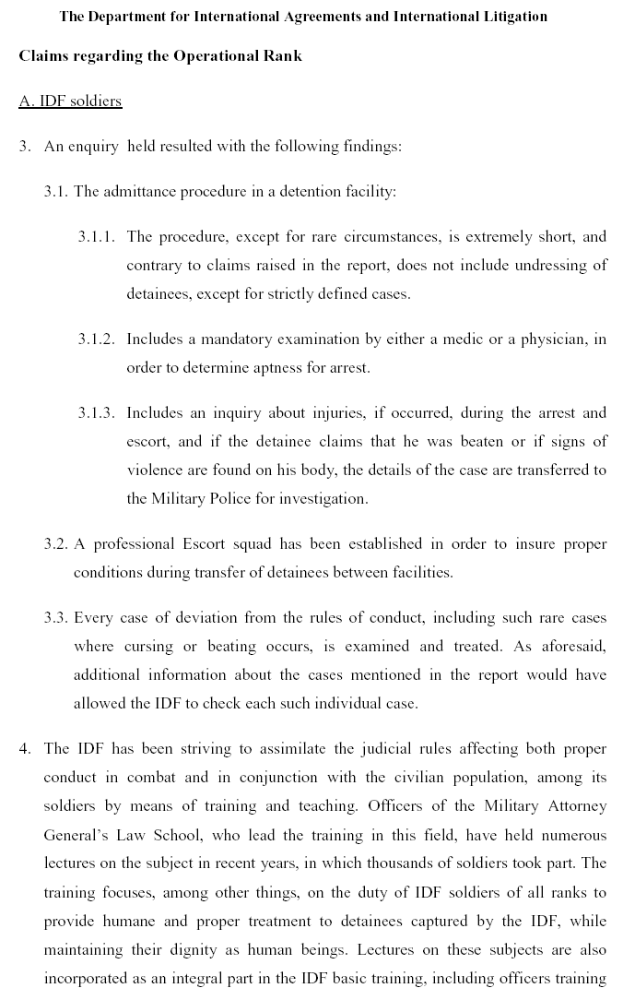 The Department for International Agreements and International Litigation
Claims regarding the Operational Rank
A. IDF soldiers
3. An enquiry held resulted with the following findings:
3.1. The admittance procedure in a detention facility:
3.1.1. The procedure, except for rare circumstances, is extremely short, and
contrary to claims raised in the report, does not include undressing of
detainees, except for strictly defined cases.
3.1.2. Includes a mandatory examination by either a medic or a physician, in
order to determine aptness for arrest.
3.1.3. Includes an inquiry about injuries, if occurred, during the arrest and
escort, and if the detainee claims that he was beaten or if signs of
violence are found on his body, the details of the case are transferred to
the Military Police for investigation.
3.2. A professional Escort squad has been established in order to insure proper
conditions during transfer of detainees between facilities.
3.3. Every case of deviation from the rules of conduct, including such rare cases
where cursing or beating occurs, is examined and treated. As aforesaid,
additional information about the cases mentioned in the report would have
allowed the IDF to check each such individual case.
4. The IDF has been striving to assimilate the judicial rules affecting both proper
conduct in combat and in conjunction with the civilian population, among its
soldiers by means of training and teaching. Officers of the Military Attorney
General's Law School, who lead the training in this field, have held numerous
lectures on the subject in recent years, in which thousands of soldiers took part. The
training focuses, among other things, on the duty of IDF soldiers of all ranks to
provide humane and proper treatment to detainees captured by the IDF, while
maintaining their dignity as human beings. Lectures on these subjects are also
incorporated as an integral part in the IDF basic training, including officers training